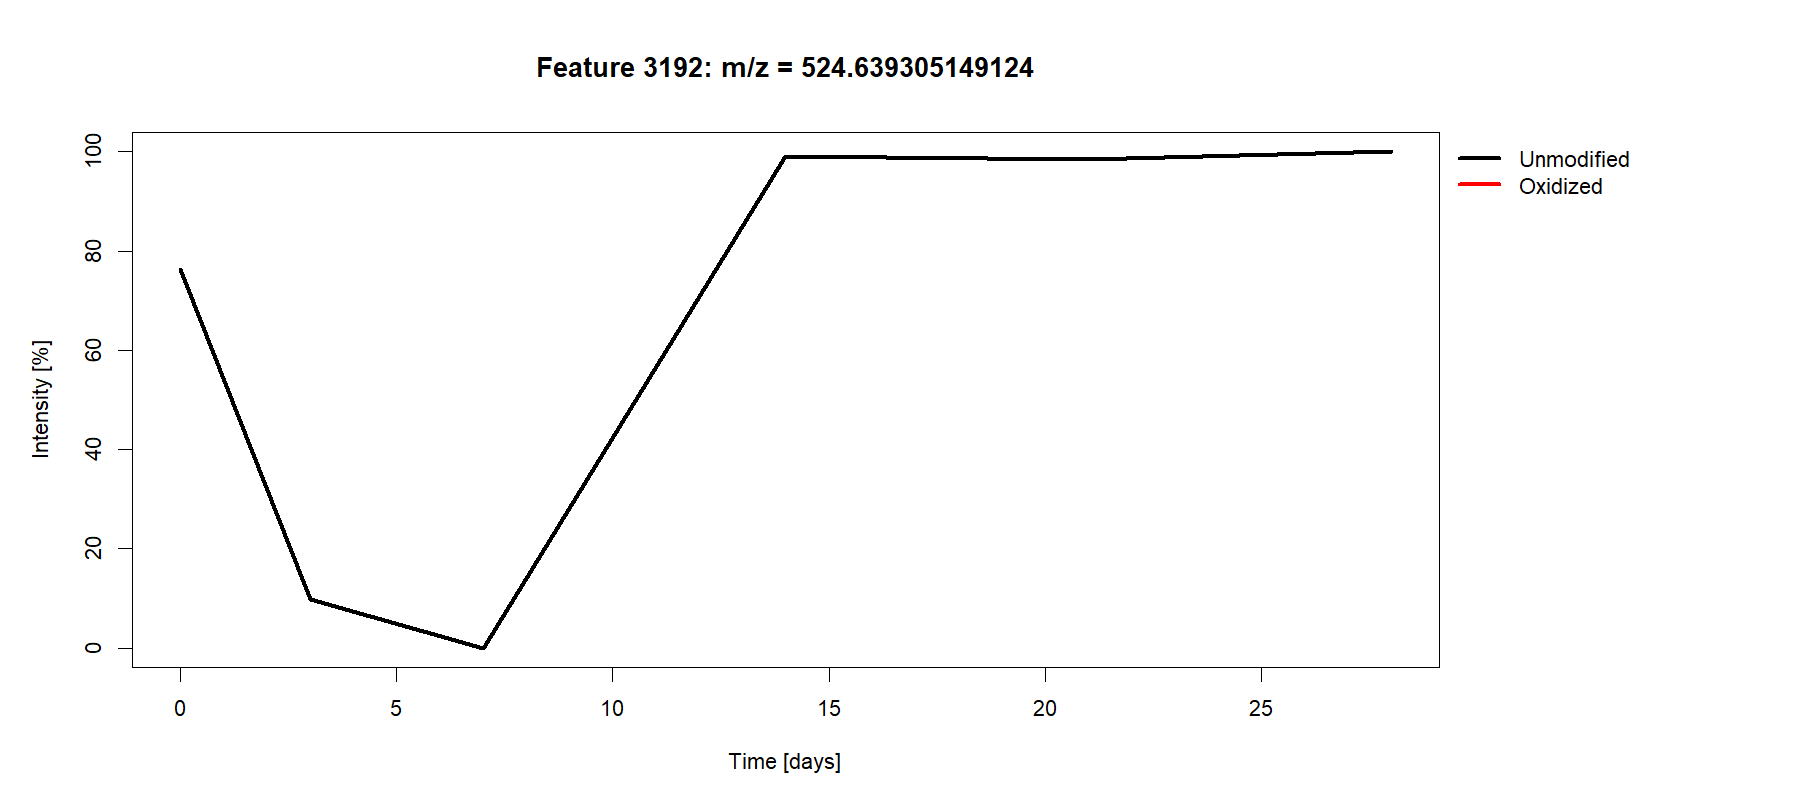 Feature 3192: m/z = 524.639305149124
Unmodified
Oxidized
Intensity [%]
100
80
60
40
20
0
0 5 10 15 20 25
Time [days]